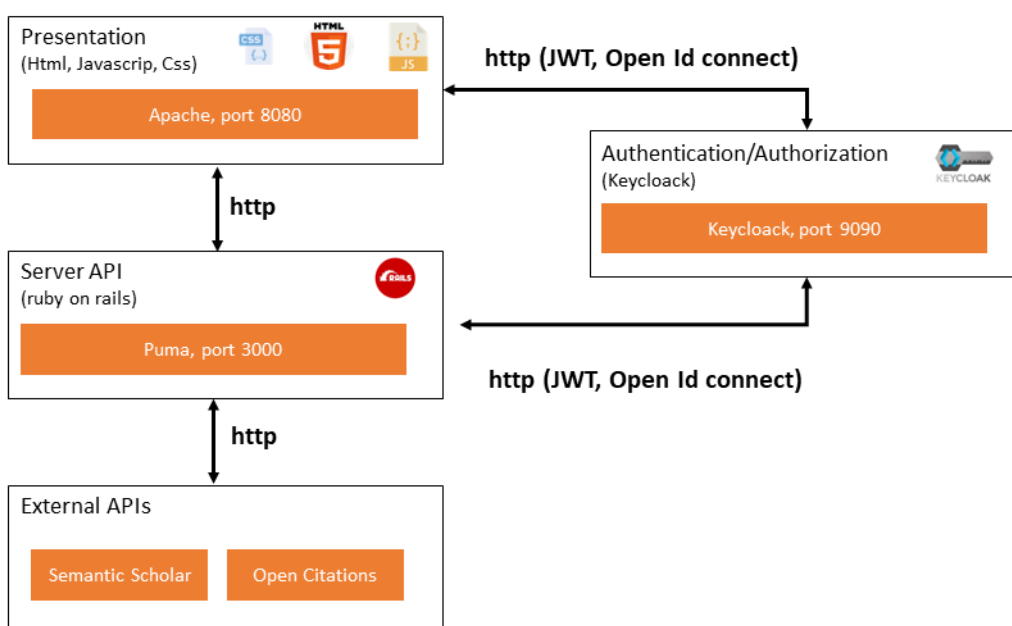 Presentation
(Html, Javascrip, Css)
CSS
{..}
HTML
5
{;}
JS
Apache, port 8080
http (JWT, Open Id connect)
Authentication/Authorization
(Keycloack)
KEYCLOAK
Keycloack, port 9090
http
Server API
(ruby on rails)
RAILS
Puma, port 3000
http (JWT, Open Id connect)
http
External APIs
Semantic Scholar
Open Citations